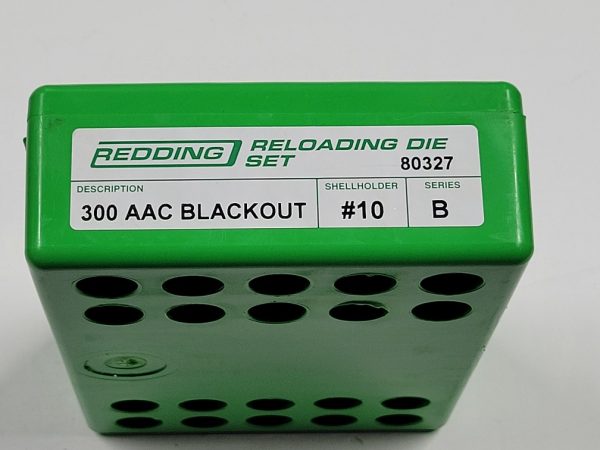 REDDING RELOADING DIE
SET 80327
DESCRIPTION SHELLHOLDER SERIES
300 AAC BLACKOUT #10 B